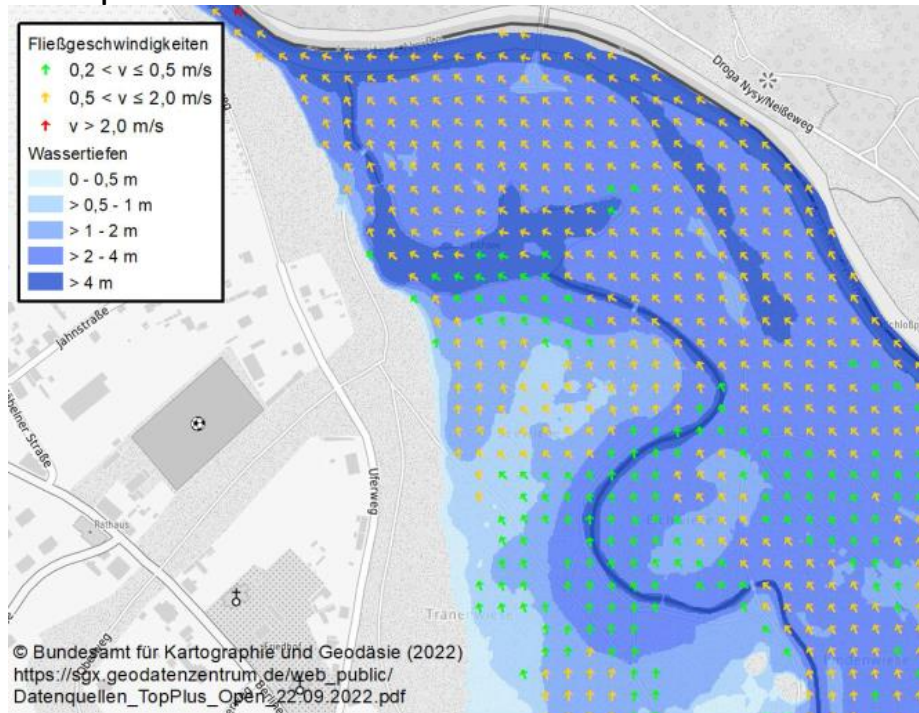 Fließgeschwindigkeiten
0,2 < v ≤ 0,5 m/s
0,5 < v ≤ 2,0 m/s
v > 2,0 m/s
Wassertiefen
0 - 0,5 m
> 0,5 - 1 m
> 1 - 2 m
> 2 - 4 m
> 4 m
Droga Nysy/Neißeweg
Jahnstraße
Uferweg
Rathaus
Tränerwiese
Friedhof
© Bundesamt für Kartographie und Geodäsie (2022)
https://sgx.geodatenzentrum.de/web_public/
Datenquellen_TopPlus_Open_22.09.2022.pdf